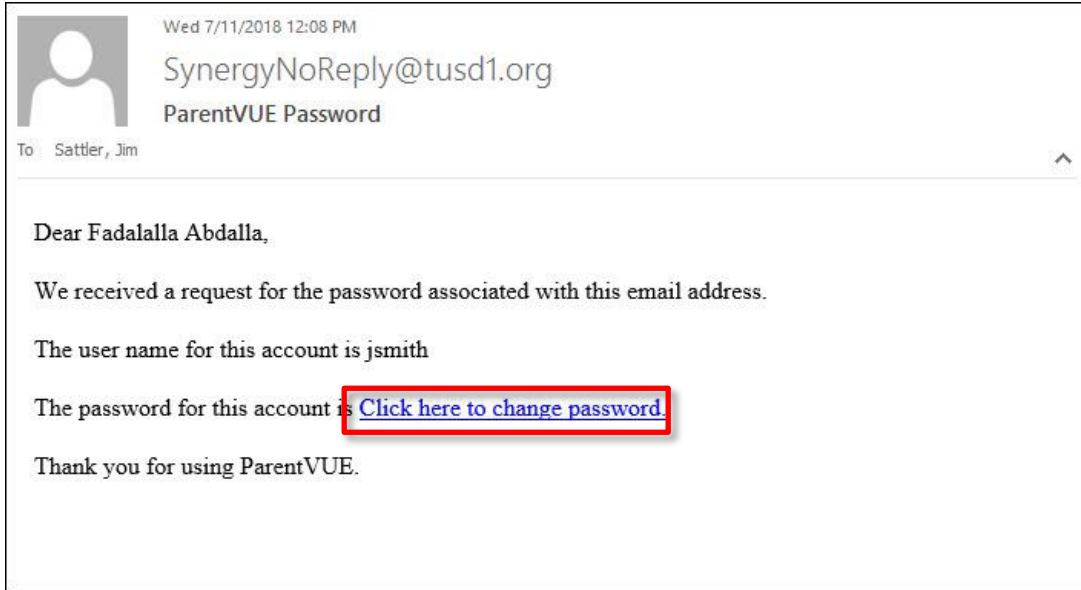 Wed 7/11/2018 12:08 PM
SynergyNoReply@tusd1.org
ParentVUE Password
To Sattler, Jim
Dear Fadalalla Abdalla,
We received a request for the password associated with this email address.
The user name for this account is jsmith
The password for this account is Click here to change password.
Thank you for using ParentVUE.